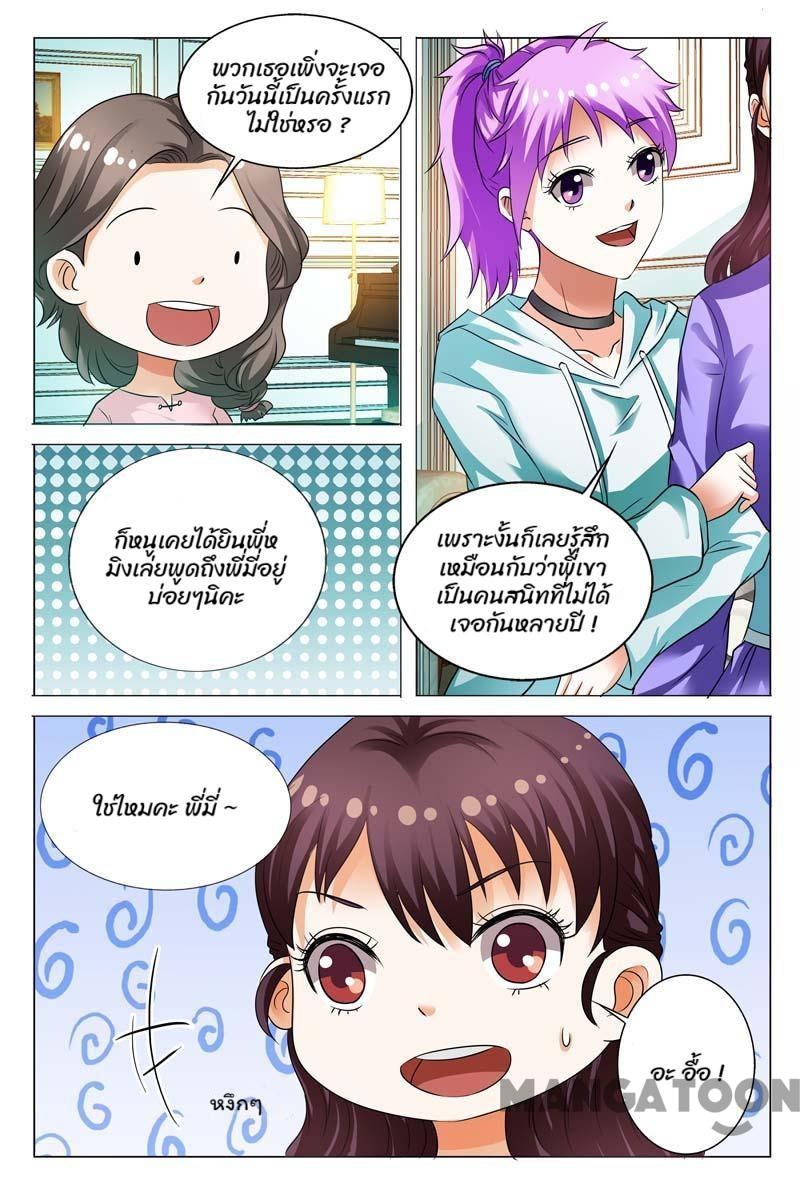 พวกเธอเพิ่งจะเจอ
กันวันนี้เป็นครั้งแรก
ไม่ใช่หรอ ?
ก็หนูเคยได้ยินพี่ห
มิงเล่ยพูดถึงพี่มี่อยู่
บ่อยๆนิคะ
เพราะงั้นก็เลยรู้สึก
เหมือนกับว่าพี่เขา
เป็นคนสนิทที่ไม่ได้
เจอกันหลายปี !
ใช่ไหมคะ พี่มี่ ~
อะ อื้อ !
หงึกๆ
MANGATOON